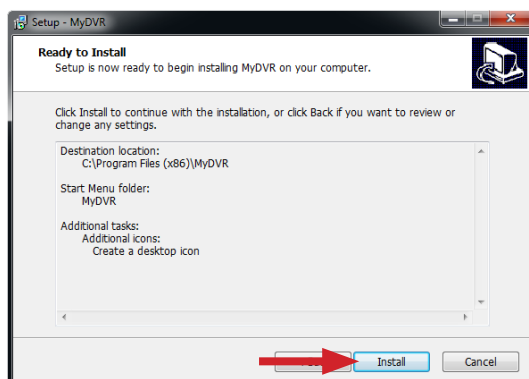 Setup - MyDVR
Ready to Install
Setup is now ready to begin installing MyDVR on your computer.
Click Install to continue with the installation, or click Back if you want to review or
change any settings.
Destination location:
C:\Program Files (x86)\MyDVR
Start Menu folder:
MyDVR
Additional tasks:
Additional icons:
Create a desktop icon
Install
Cancel